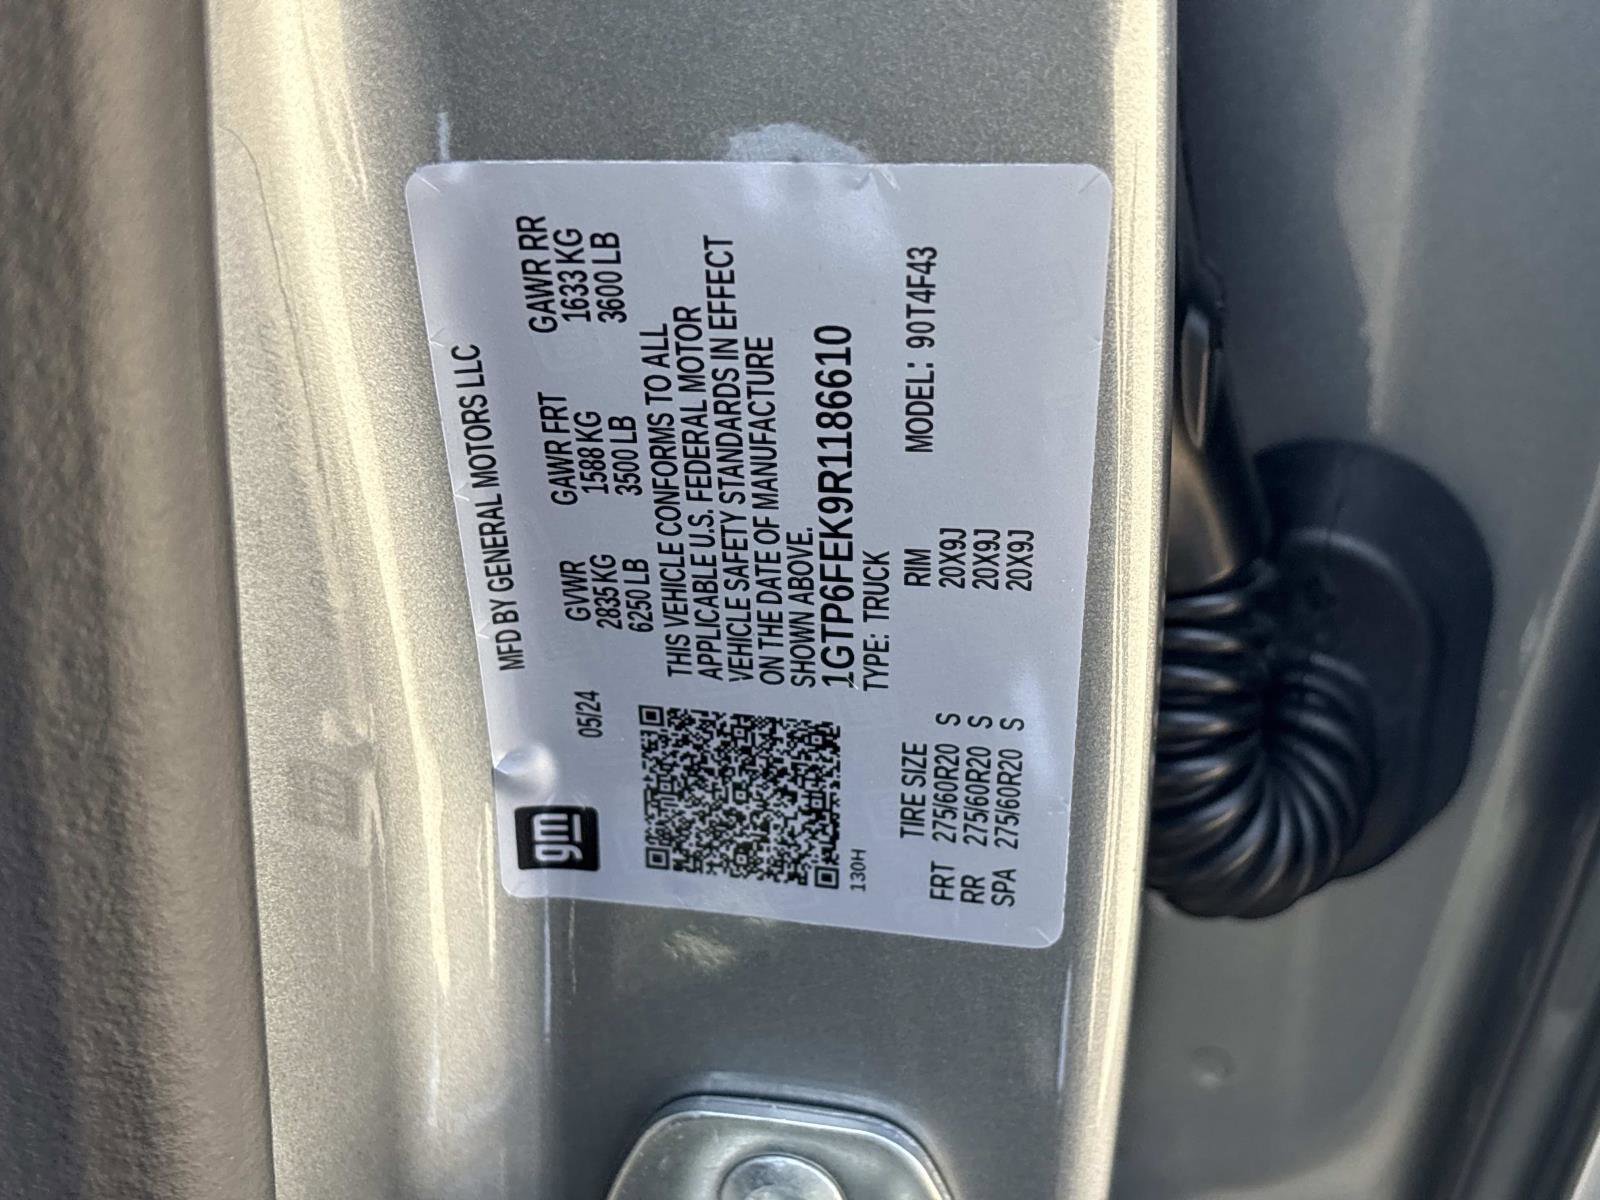 gm
MFD BY GENERAL MOTORS LLC
05/24
GVWR GAWR FRT GAWR RR
2835 KG 1588 KG 1633 KG
6250 LB 3500 LB 3600 LB
THIS VEHICLE CONFORMS TO ALL
APPLICABLE U.S. FEDERAL MOTOR
VEHICLE SAFETY STANDARDS IN EFFECT
ON THE DATE OF MANUFACTURE
SHOWN ABOVE.
1GTP6FEK9R1186610
TYPE: TRUCK
130H
MODEL: 90T4F43
TIRE SIZE RIM
FRT 275/60R20 S 20X9J
RR 275/60R20 S 20X9J
SPA 275/60R20 S 20X9J